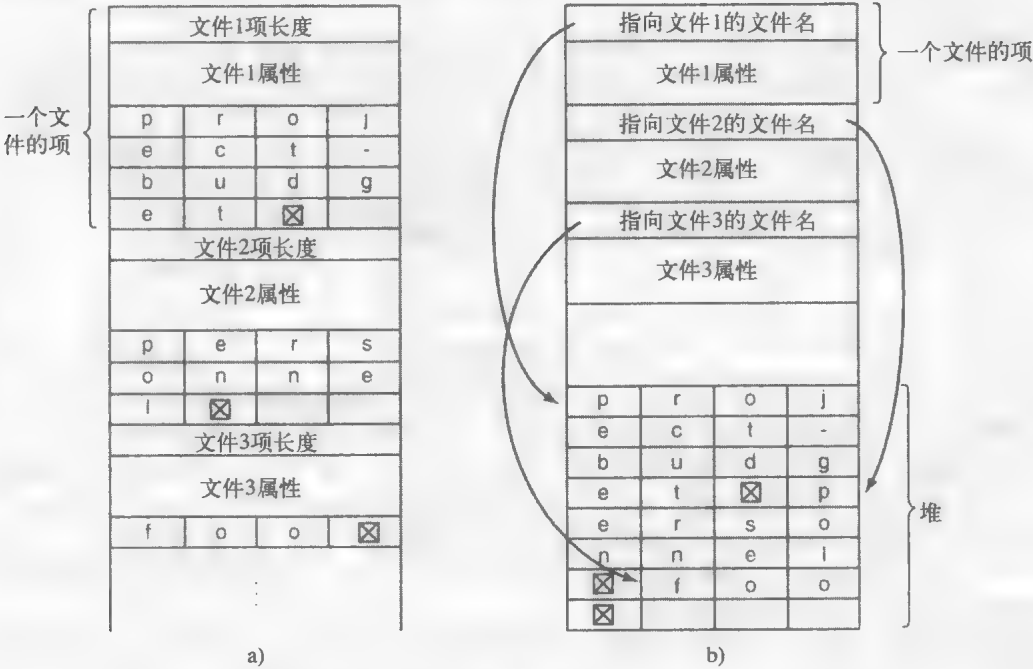 文件1项长度
文件1属性
一个文
件的项
p r o j
e c t -
b u d g
e t ☒
文件2项长度
文件2属性
p e r s
o n n e
l ☒
文件3项长度
文件3属性
f o o ☒
a)
指向文件1的文件名
文件1属性
一个文件的项
指向文件2的文件名
文件2属性
指向文件3的文件名
文件3属性
p r o j
e c t -
b u d g
e t ☒ p
e r s o
n n e l
☒ f o o
☒
堆
b)